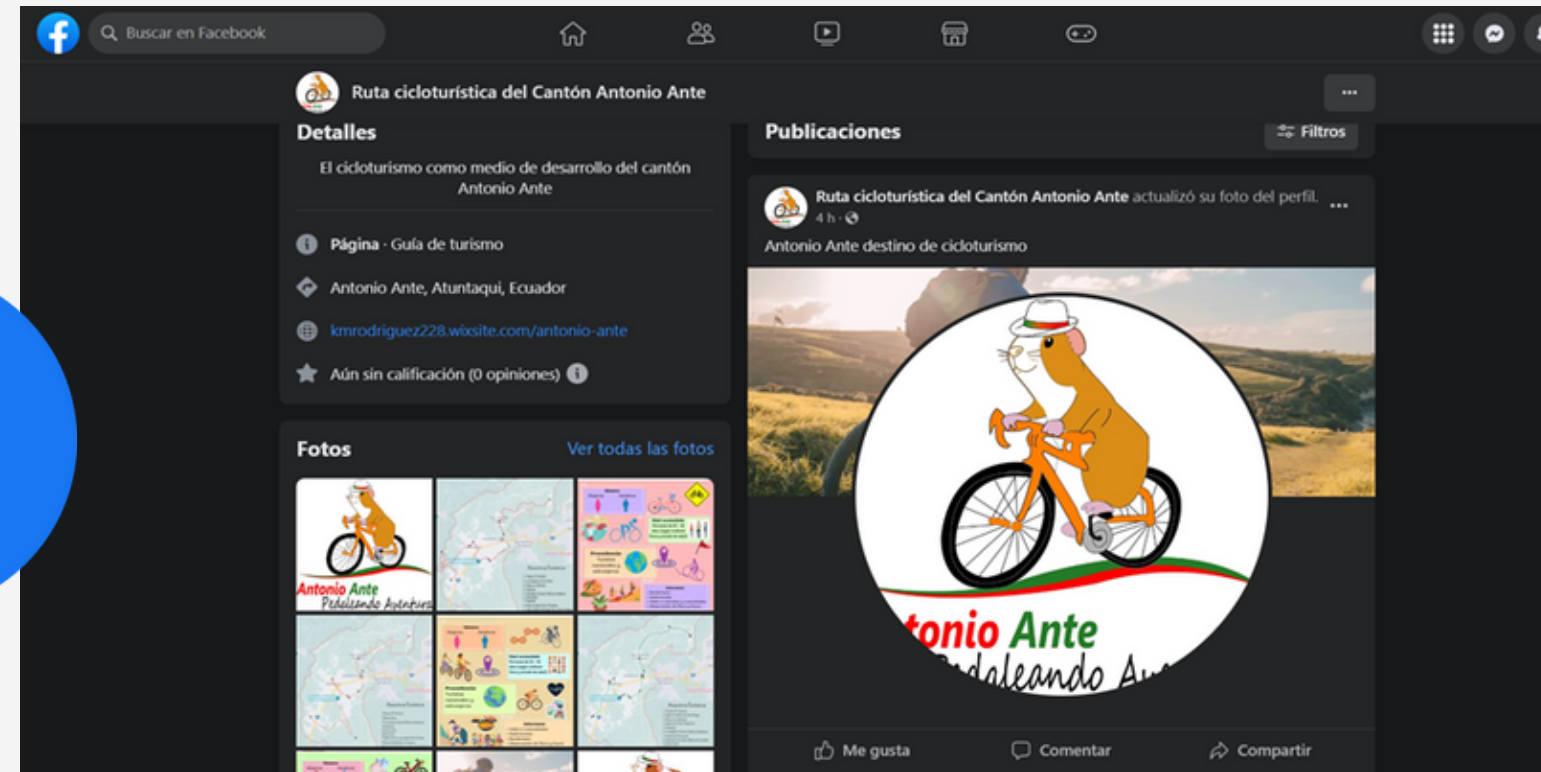 Buscar en Facebook
Ruta cicloturística del Cantón Antonio Ante
Detalles
El cicloturismo como medio de desarrollo del cantón
Antonio Ante
Página · Guía de turismo
Antonio Ante, Atuntaqui, Ecuador
kmrodriguez228.wixsite.com/antonio-ante
Aún sin calificación (0 opiniones)
Fotos
Ver todas las fotos
Antonio Ante
Pedaleando Aventura
Publicaciones
Filtros
Ruta cicloturística del Cantón Antonio Ante actualizó su foto del perfil.
4 h ·
Antonio Ante destino de cicloturismo
tonio Ante
Pedaleando Av
Me gusta
Comentar
Compartir